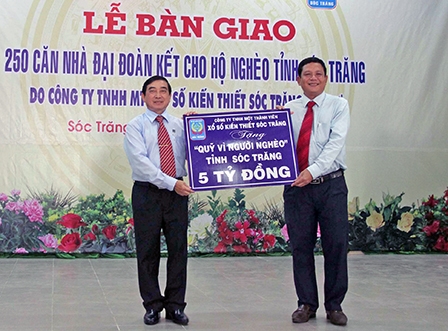 SÓC TRĂNG
LỄ BÀN GIAO
250 CĂN NHÀ ĐẠI ĐOÀN KẾT CHO HỘ NGHÈO TỈNH TRĂNG
DO CÔNG TY TNHH M SỐ KIẾN THIẾT SÓC TRĂNG
Sóc Trăng
CÔNG TY TNHH MỘT THÀNH VIÊN
XỔ SỐ KIẾN THIẾT SÓC TRĂNG
Tặng
"QUỸ VÌ NGƯỜI NGHÈO"
TỈNH SÓC TRĂNG
5 TỶ ĐỒNG